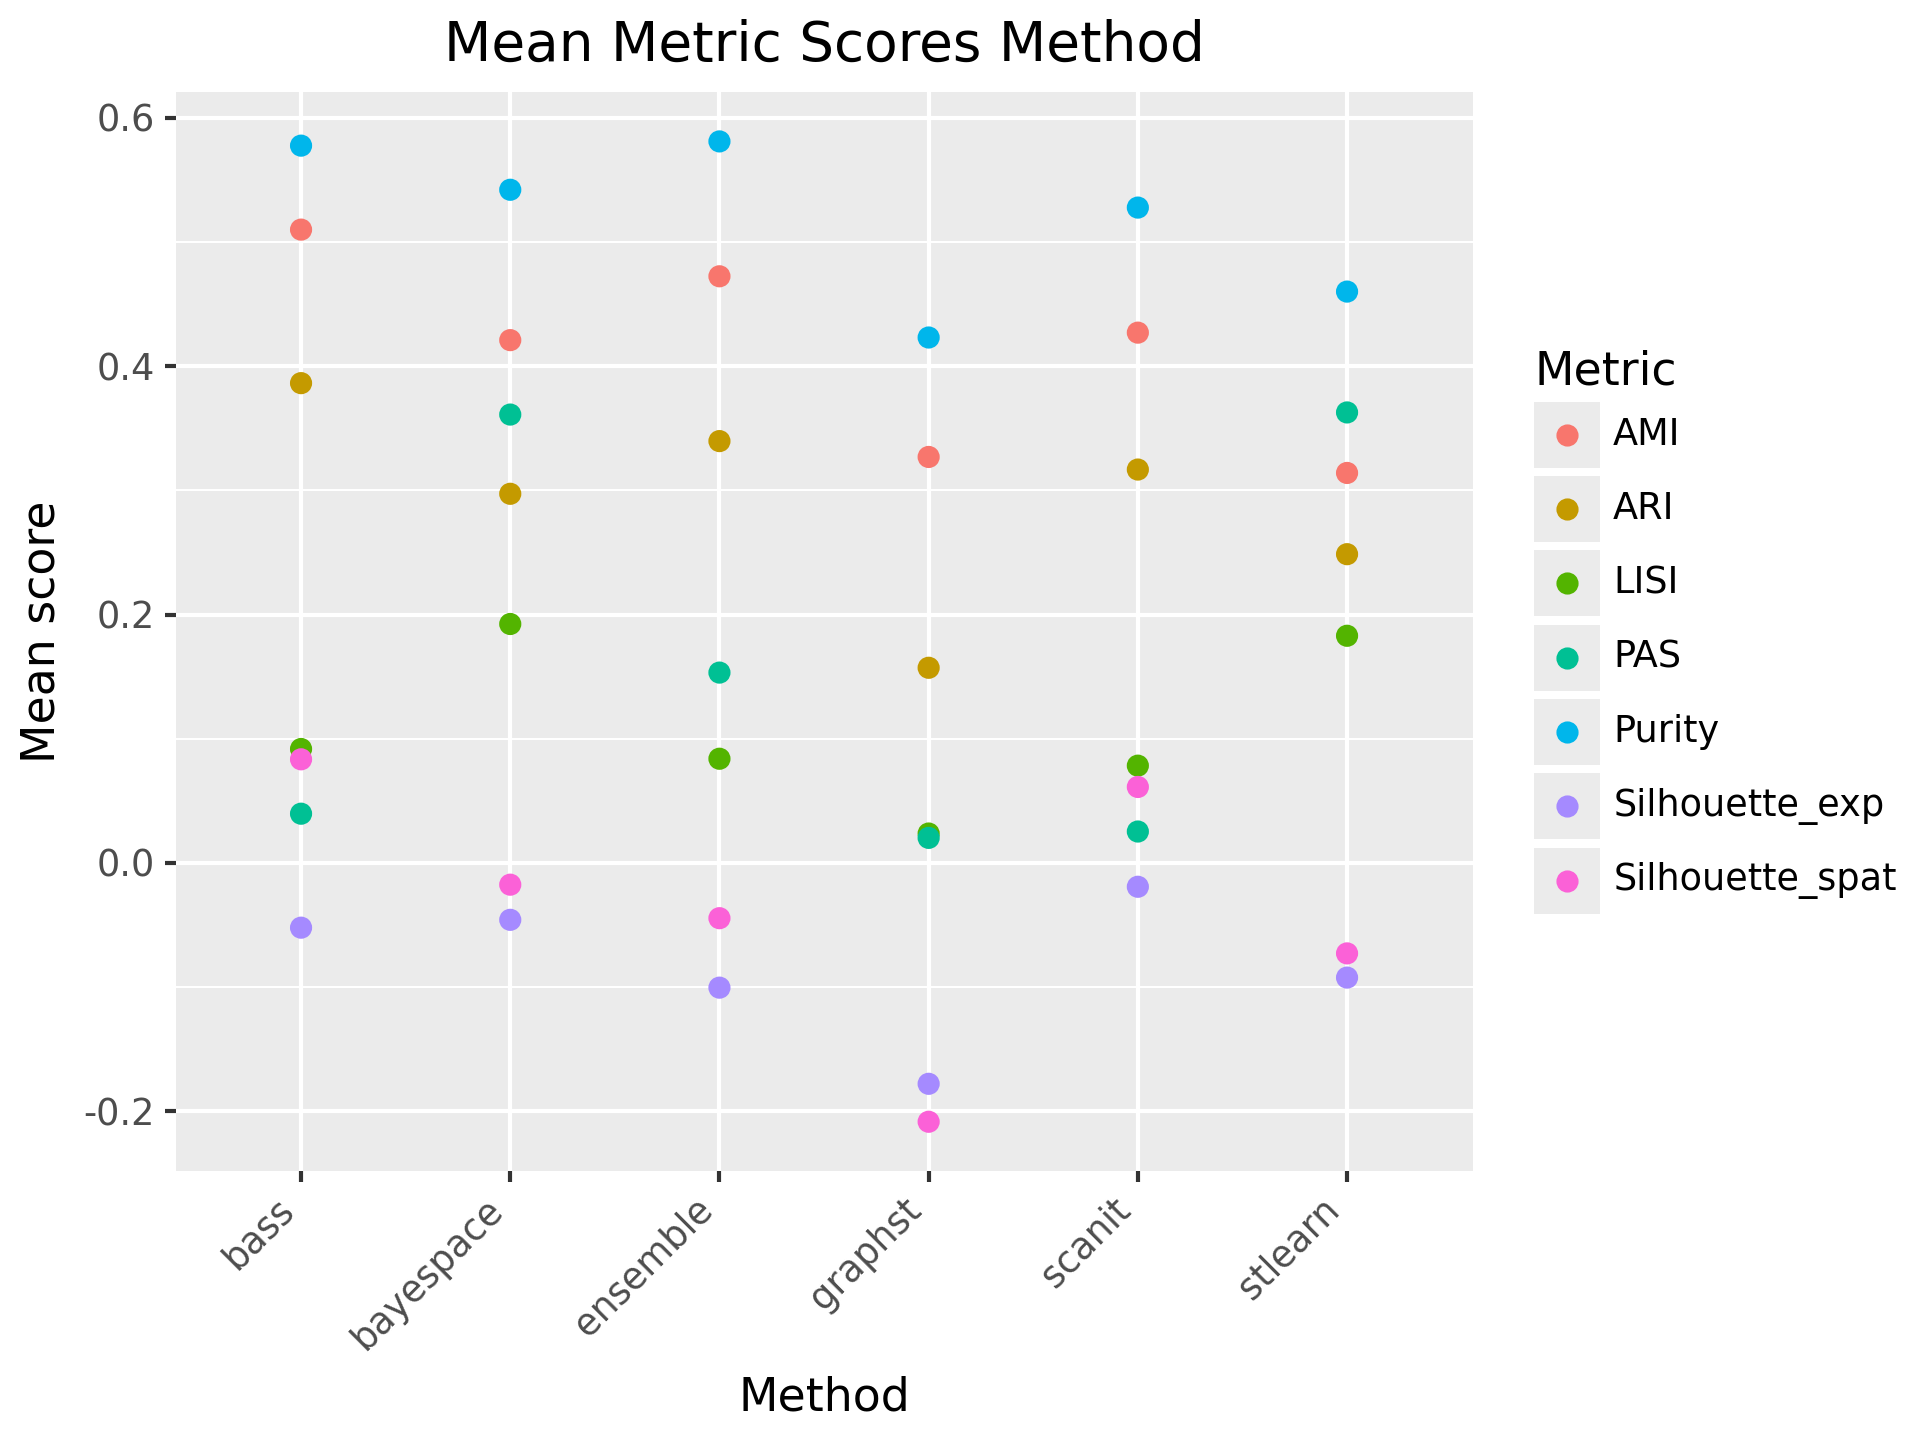 Mean Metric Scores Method
Mean score
0.6
0.4
0.2
0.0
-0.2
bass
bayespace
ensemble
graphst
scanit
stlearn
Method
Metric
AMI
ARI
LISI
PAS
Purity
Silhouette_exp
Silhouette_spat